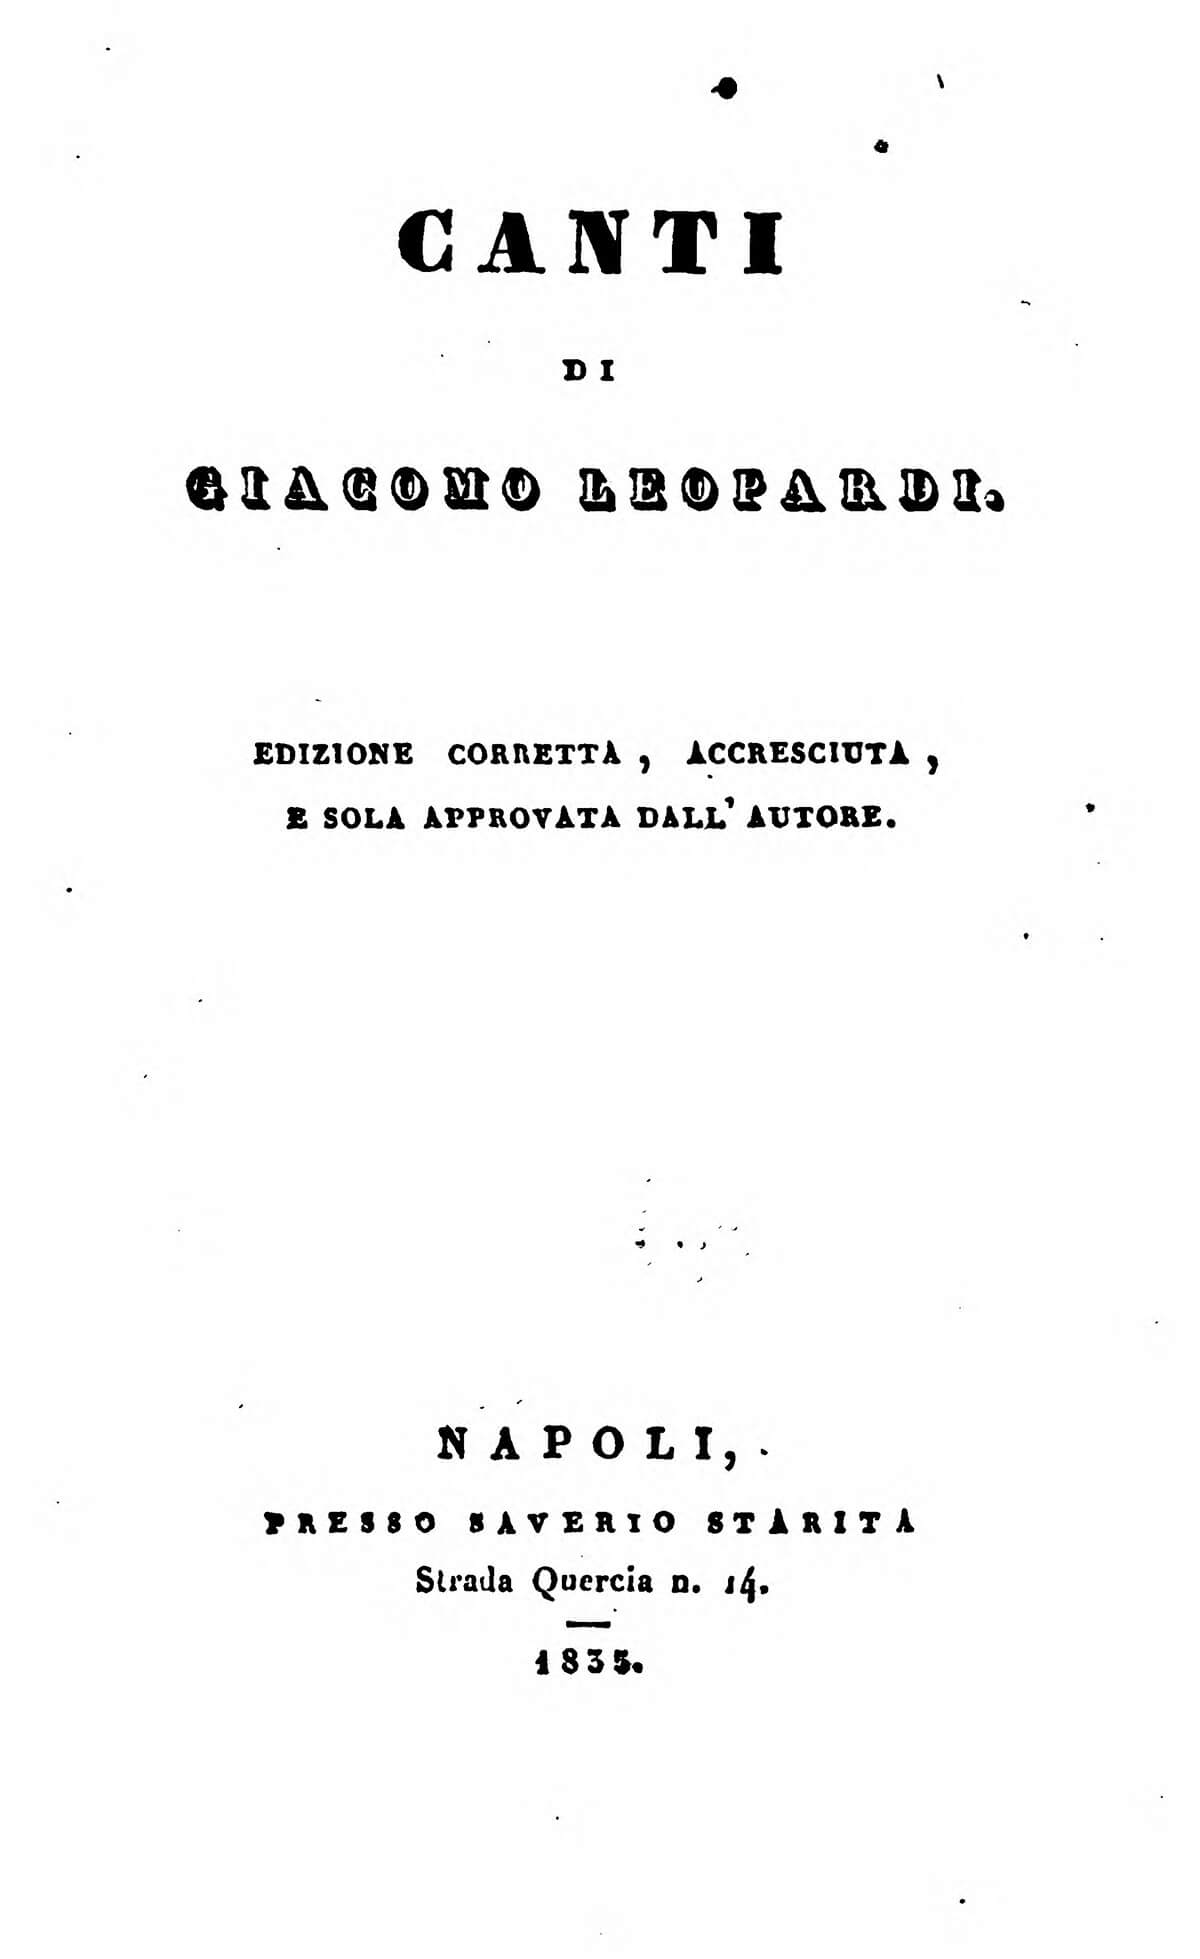 CANTI
DI
GIACOMO LEOPARDI.
EDIZIONE CORRETTA, ACCRESCIUTA,
E SOLA APPROVATA DALL' AUTORE.
NAPOLI,
PRESSO SAVERIO STARITA
Strada Quercia n. 14.
1835.